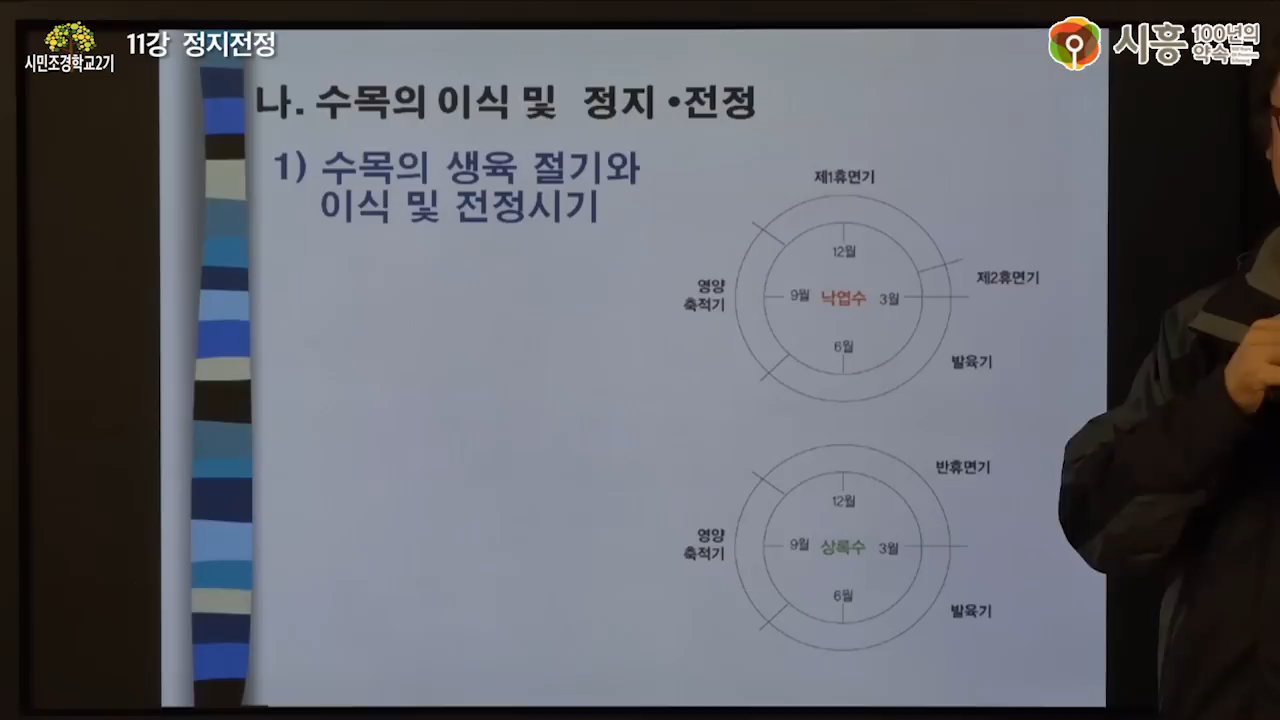 시민조경학교2기
11강 정지전정
시흥
100년의
약속
나. 수목의 이식 및 정지•전정
1) 수목의 생육 절기와
이식 및 전정시기
제1휴면기
12월
제2휴면기
영양
축적기
9월 낙엽수 3월
6월
발육기
반휴면기
12월
영양
축적기
9월 상록수 3월
6월
발육기